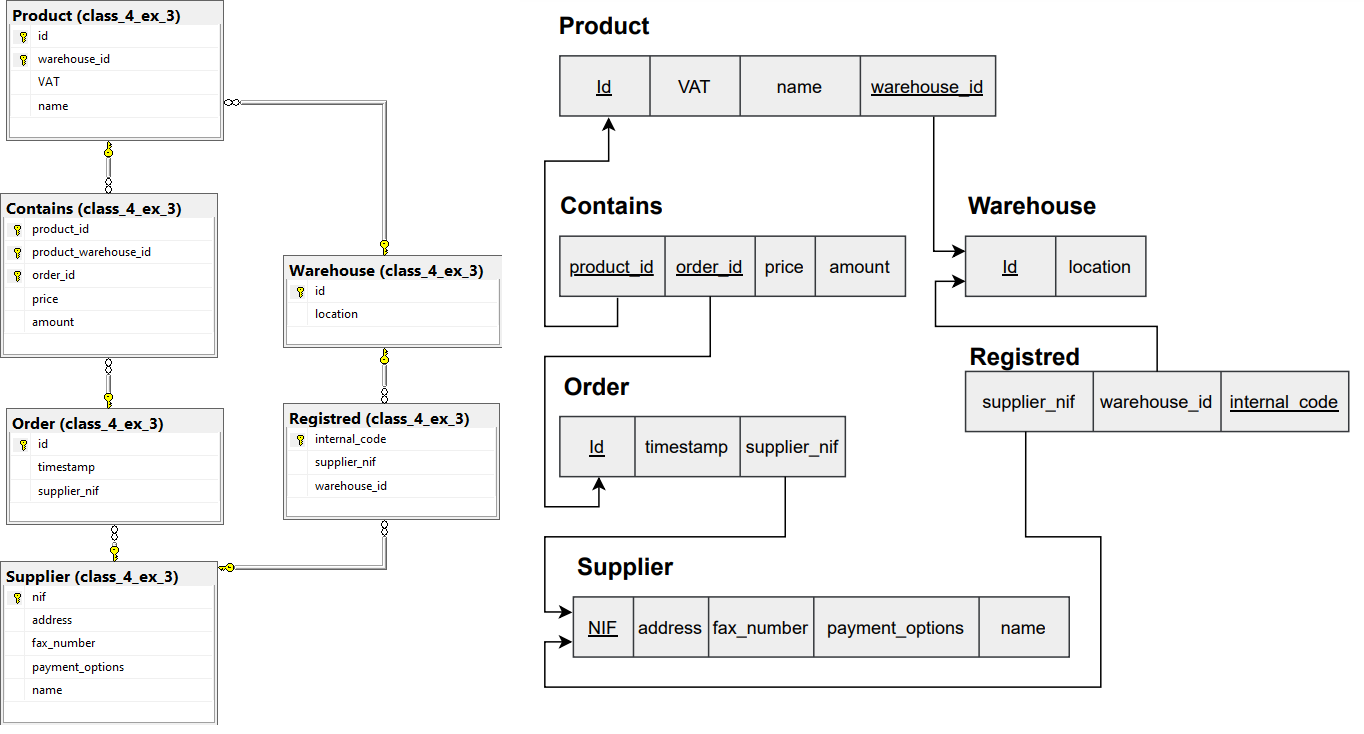 Product (class_4_ex_3)
id
warehouse_id
VAT
name
Contains (class_4_ex_3)
product_id
product_warehouse_id
order_id
price
amount
Order (class_4_ex_3)
id
timestamp
supplier_nif
Supplier (class_4_ex_3)
nif
address
fax_number
payment_options
name
Warehouse (class_4_ex_3)
id
location
Registred (class_4_ex_3)
internal_code
supplier_nif
warehouse_id
Product
Id VAT name warehouse_id
Contains
product_id order_id price amount
Warehouse
Id location
Registred
supplier_nif warehouse_id internal_code
Order
Id timestamp supplier_nif
Supplier
NIF address fax_number payment_options name